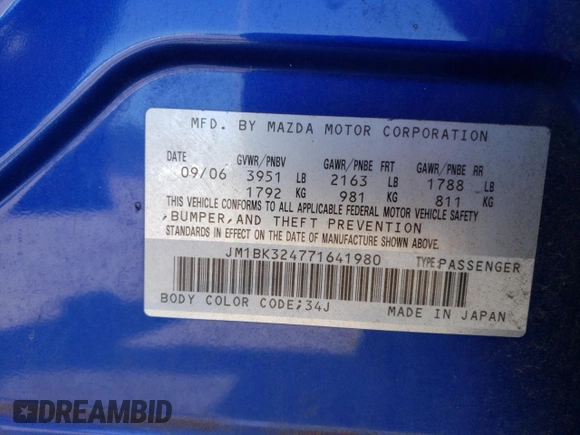 MFD. BY MAZDA MOTOR CORPORATION
DATE GVWR/PNBV GAWR/PNBE FRT GAWR/PNBE RR
09/06 3951 LB 2163 LB 1788 LB
1792 KG 981 KG 811 KG
THIS VEHICLE CONFORMS TO ALL APPLICABLE FEDERAL MOTOR VEHICLE SAFETY
,BUMPER,AND THEFT PREVENTION
STANDARDS IN EFFECT ON THE DATE OF MANUFACTURE SHOWN ABOVE.
JM1BK324771641980 TYPE:PASSENGER
BODY COLOR CODE;34J MADE IN JAPAN
DREAMBID